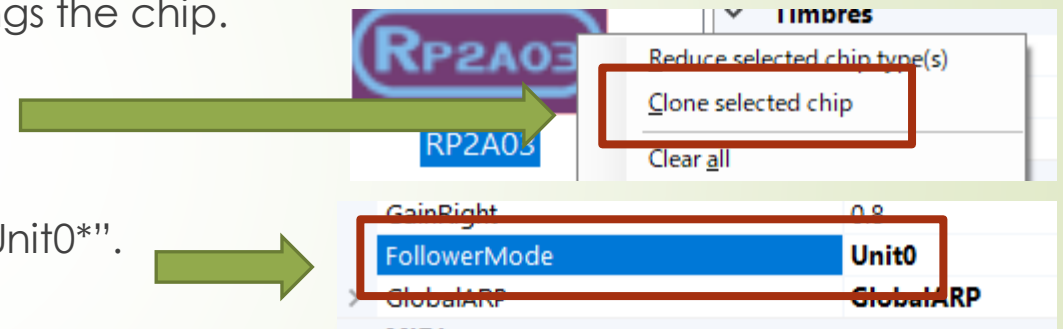 gs the chip.
Timbres
RP2A03
Reduce selected chip type(s)
Clone selected chip
RP2A03
Clear all
Unit0*”.
GainRight 0.8
FollowerMode Unit0
GlobalARP GlobalARP